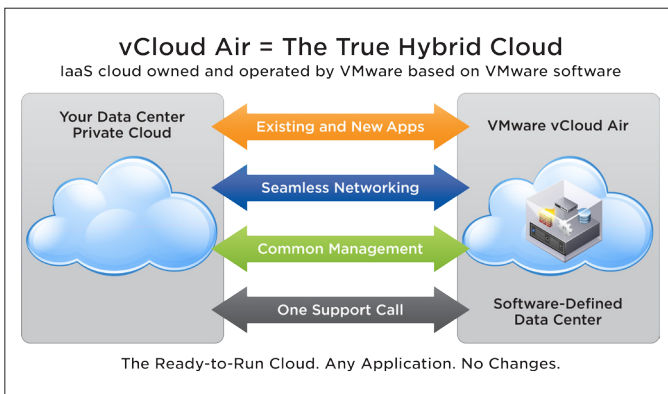 vCloud Air = The True Hybrid Cloud
IaaS cloud owned and operated by VMware based on VMware software
Your Data Center
Private Cloud
Existing and New Apps
VMware vCloud Air
Seamless Networking
Common Management
One Support Call
Software-Defined
Data Center
The Ready-to-Run Cloud. Any Application. No Changes.